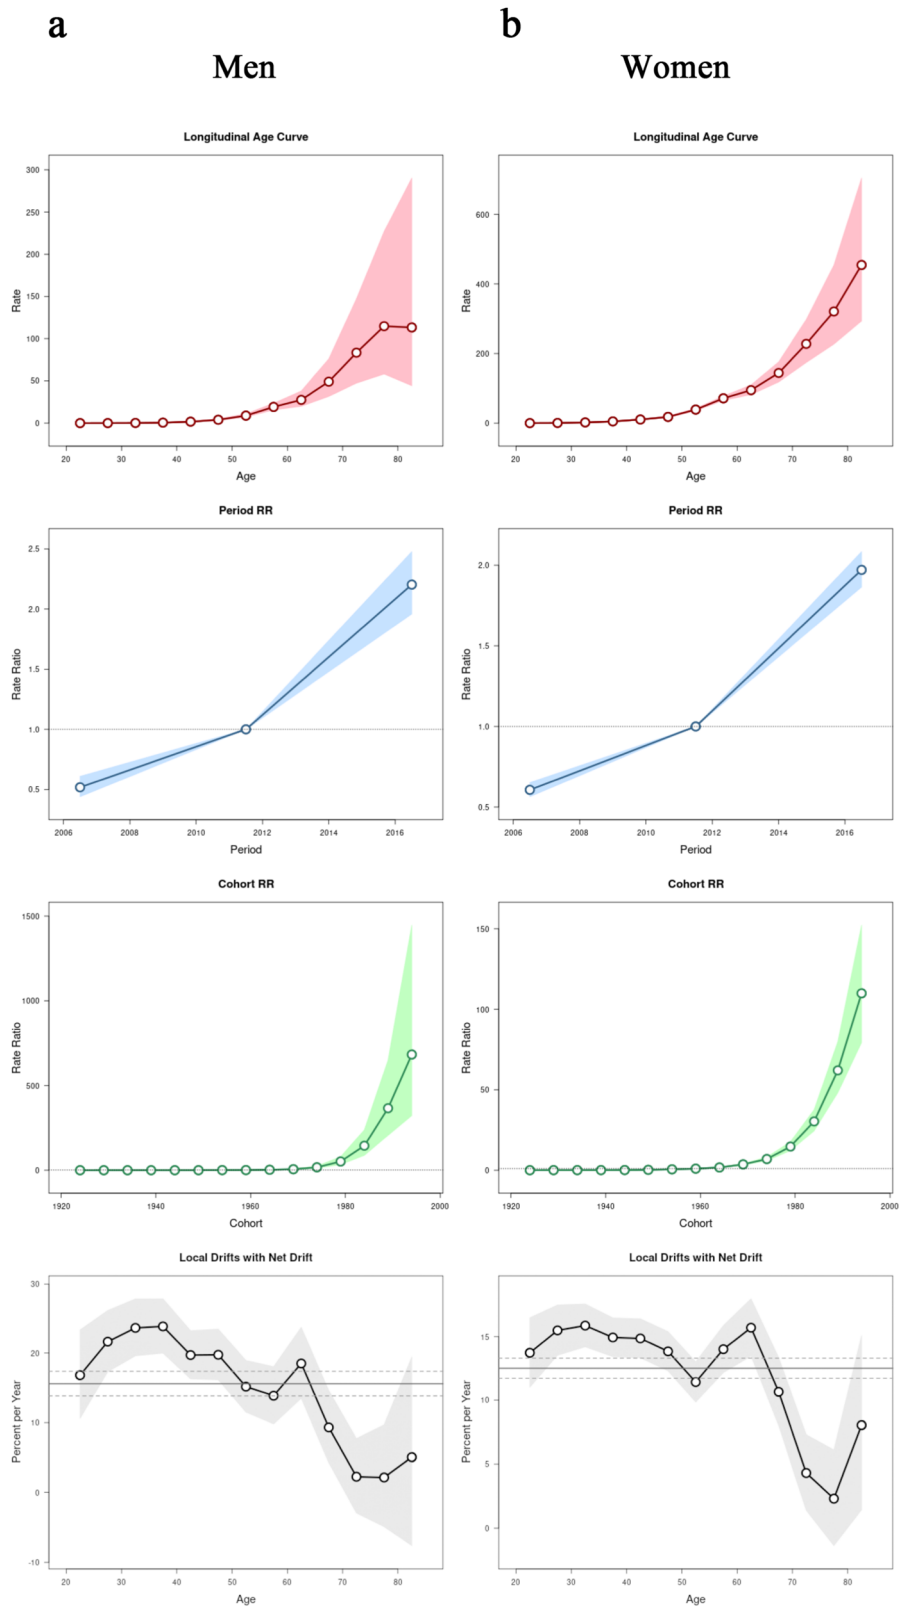 a
b
Men
Women
Longitudinal Age Curve
Rate
300
250
200
150
100
50
0
20 30 40 50 60 70 80
Age
Longitudinal Age Curve
Rate
600
400
200
0
20 30 40 50 60 70 80
Age
Period RR
Rate Ratio
2.5
2.0
1.5
1.0
0.5
2006 2008 2010 2012 2014 2016
Period
Period RR
Rate Ratio
2.0
1.5
1.0
0.5
2006 2008 2010 2012 2014 2016
Period
Cohort RR
Rate Ratio
1500
1000
500
0
1920 1940 1960 1980 2000
Cohort
Cohort RR
Rate Ratio
150
100
50
0
1920 1940 1960 1980 2000
Cohort
Local Drifts with Net Drift
Percent per Year
30
20
10
0
-10
20 30 40 50 60 70 80
Age
Local Drifts with Net Drift
Percent per Year
15
10
5
0
20 30 40 50 60 70 80
Age